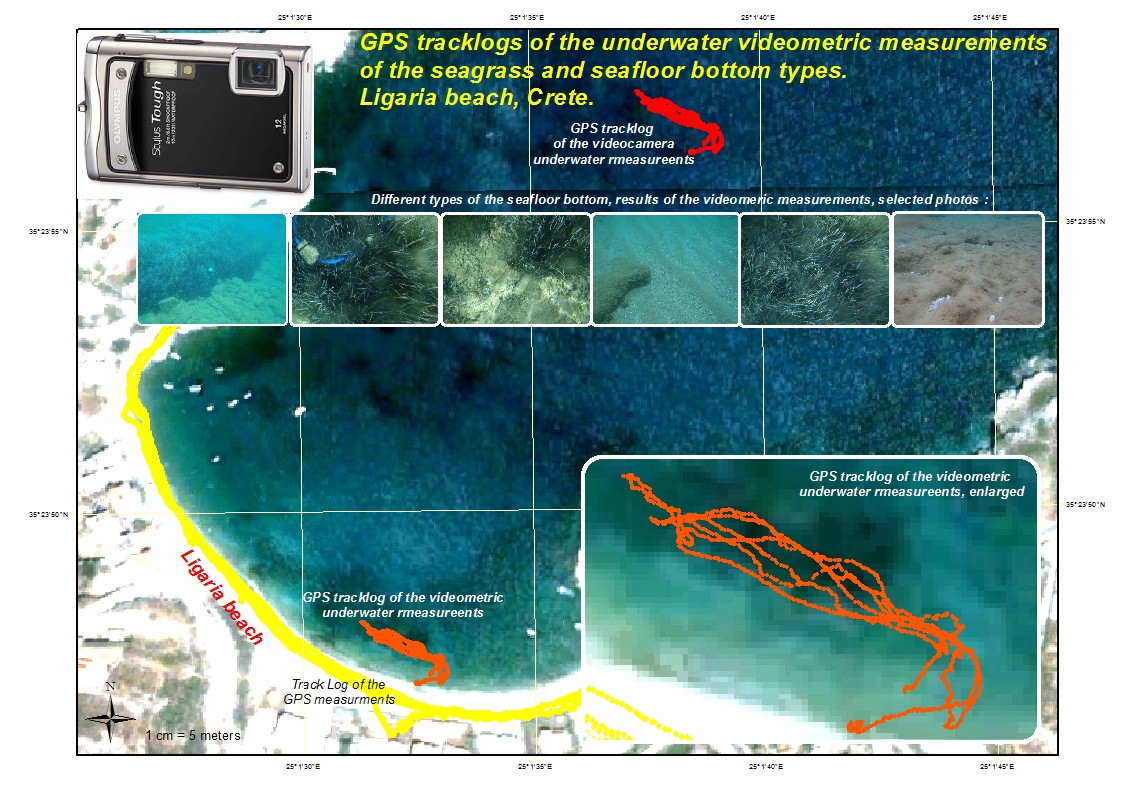 25°1'30"E
25°1'35"E
25°1'40"E
25°1'45"E
GPS tracklogs of the underwater videometric measurements
of the seagrass and seafloor bottom types.
Ligaria beach, Crete.
OLYMPUS
Stylus Tough
12
GPS tracklog
of the videocamera
underwater rmeasureents
Different types of the seafloor bottom, results of the videomeric measurements, selected photos :
35°23'55"N
35°23'55"N
GPS tracklog of the videometric
underwater rmeasureents, enlarged
35°23'50"N
35°23'50"N
Ligaria beach
GPS tracklog of the videometric
underwater rmeasureents
Track Log of the
GPS measurments
N
1 cm = 5 meters
25°1'30"E
25°1'35"E
25°1'40"E
25°1'45"E